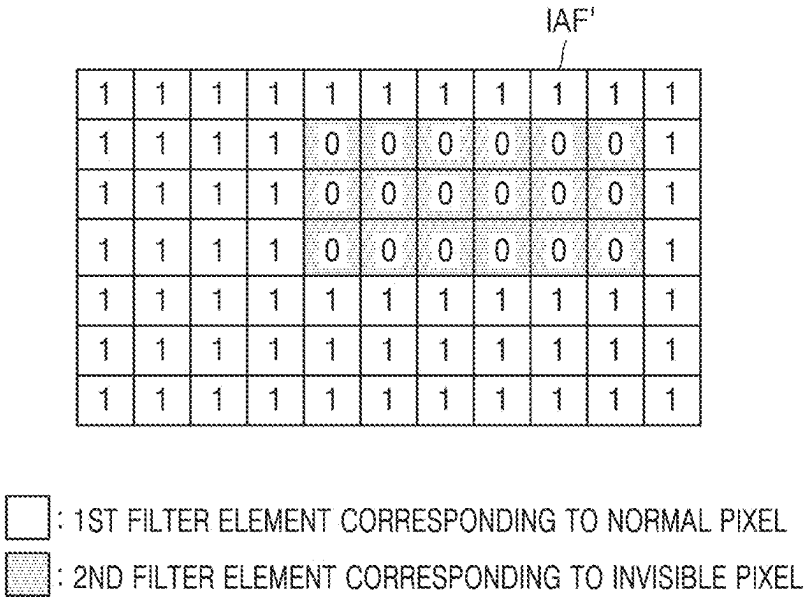 IAF'
1 1 1 1 1 1 1 1 1 1 1
1 1 1 1 0 0 0 0 0 0 1
1 1 1 1 0 0 0 0 0 0 1
1 1 1 1 0 0 0 0 0 0 1
1 1 1 1 1 1 1 1 1 1 1
1 1 1 1 1 1 1 1 1 1 1
1 1 1 1 1 1 1 1 1 1 1
: 1ST FILTER ELEMENT CORRESPONDING TO NORMAL PIXEL
: 2ND FILTER ELEMENT CORRESPONDING TO INVISIBLE PIXEL